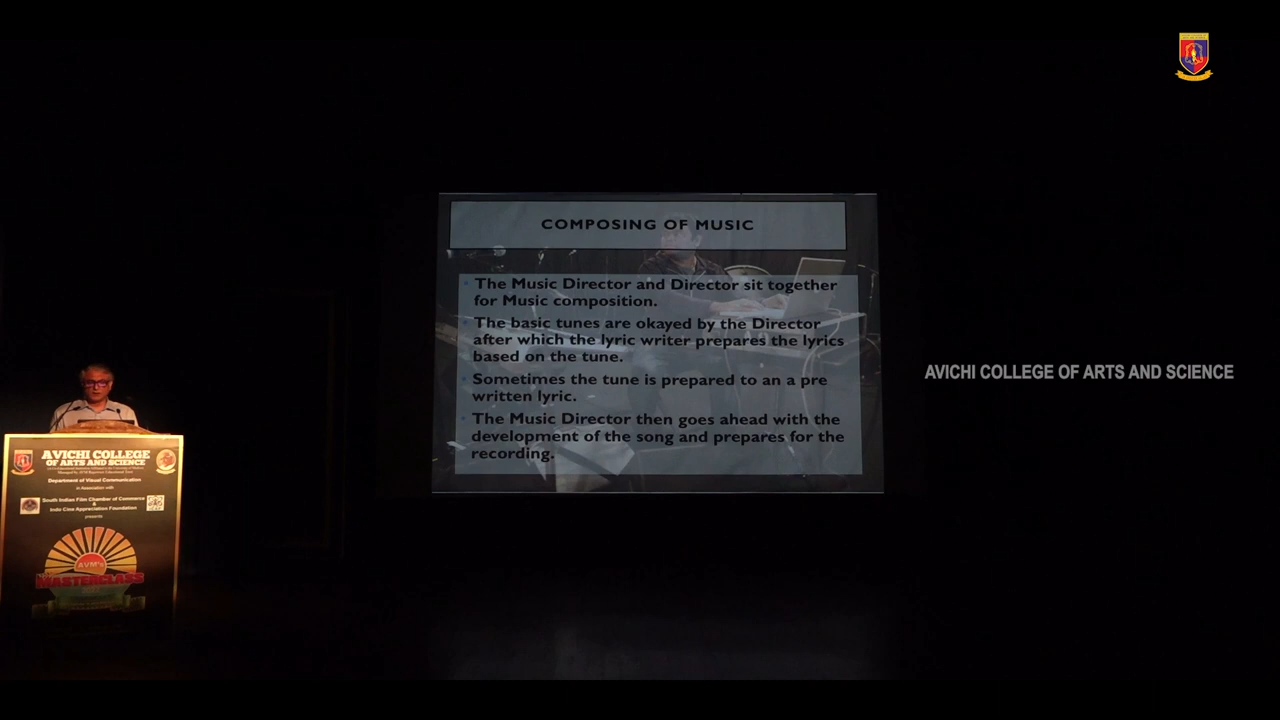 COMPOSING OF MUSIC
The Music Director and Director sit together
for Music composition.
The basic tunes are okayed by the Director
after which the lyric writer prepares the lyrics
based on the tune.
Sometimes the tune is prepared to an a pre
written lyric.
The Music Director then goes ahead with the
development of the song and prepares for the
recording.
AVICHI COLLEGE OF ARTS AND SCIENCE
AVICHI COLLEGE
OF ARTS AND SCIENCE
Department of Visual Communication
in Association with
South Indian Film Chamber of Commerce
&
Indo Cine Appreciation Foundation
AVM's
MASTERCLASS